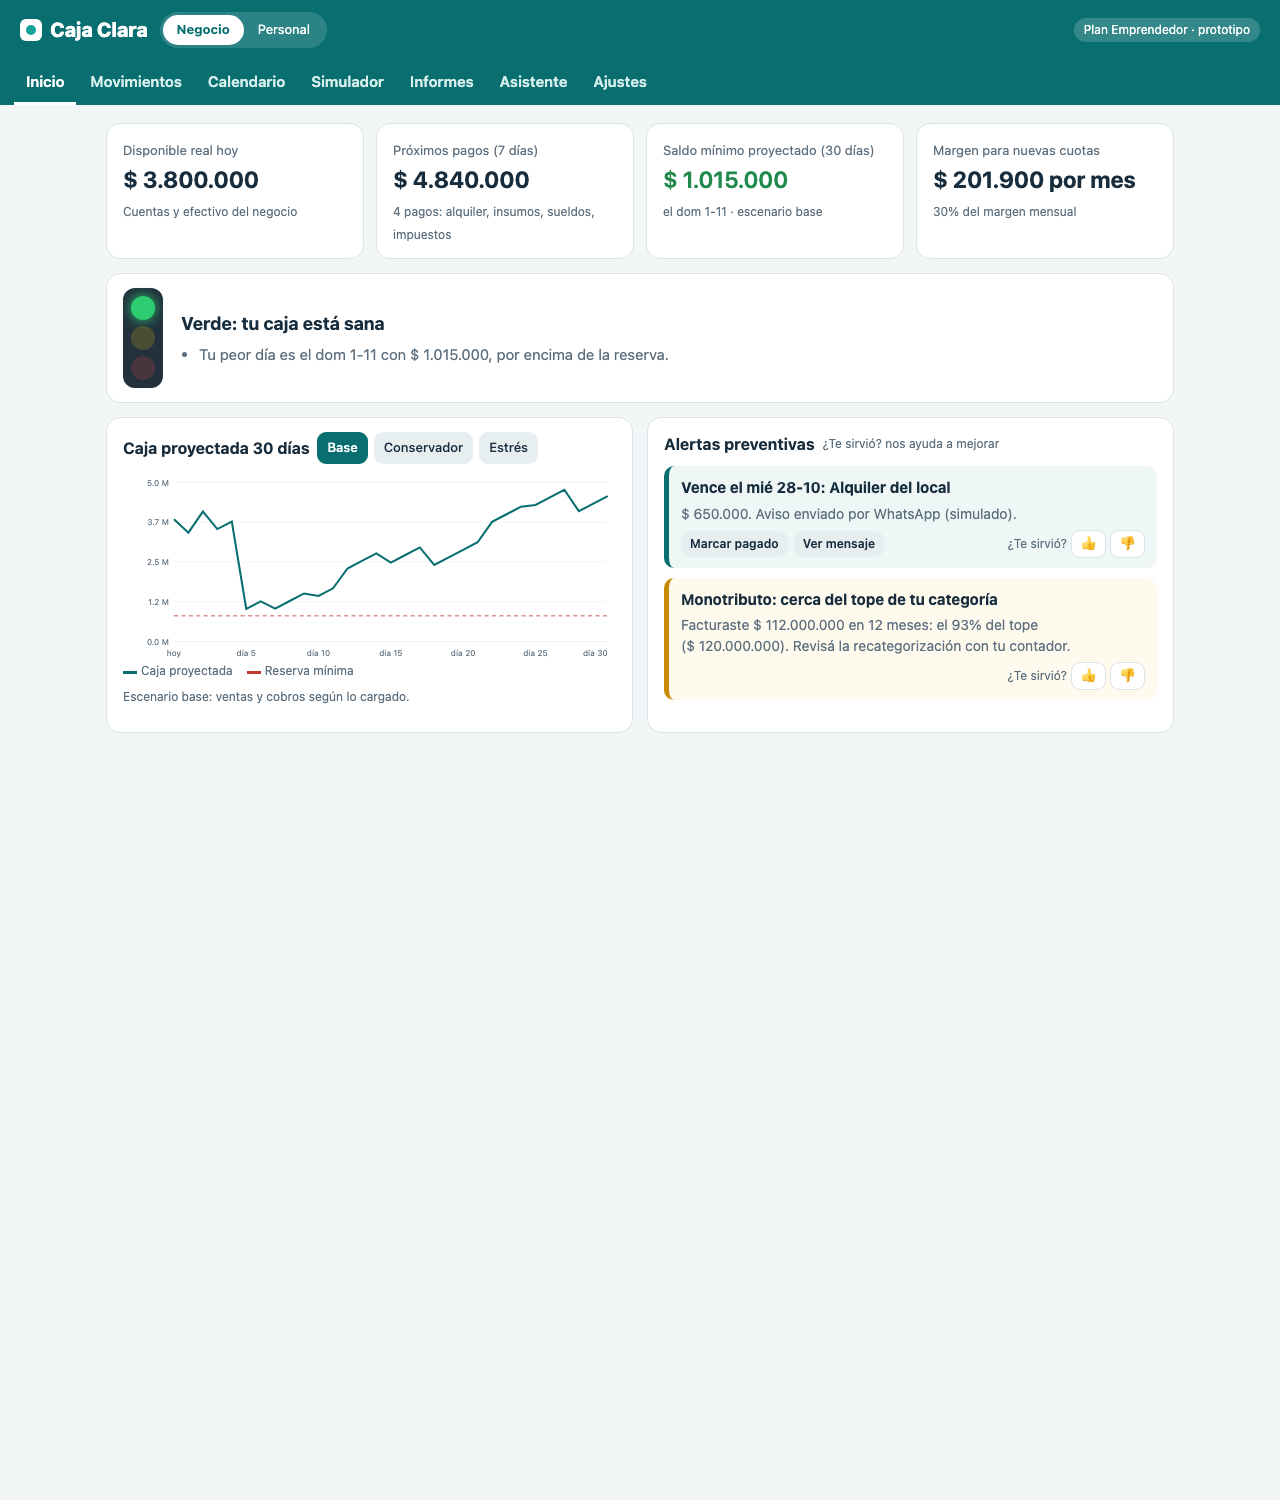 Caja Clara
Negocio
Personal
Plan Emprendedor · prototipo
Inicio
Movimientos
Calendario
Simulador
Informes
Asistente
Ajustes
Disponible real hoy
$ 3.800.000
Cuentas y efectivo del negocio
Próximos pagos (7 días)
$ 4.840.000
4 pagos: alquiler, insumos, sueldos,
impuestos
Saldo mínimo proyectado (30 días)
$ 1.015.000
el dom 1-11 · escenario base
Margen para nuevas cuotas
$ 201.900 por mes
30% del margen mensual
Verde: tu caja está sana
• Tu peor día es el dom 1-11 con $ 1.015.000, por encima de la reserva.
Caja proyectada 30 días
Base
Conservador
Estrés
5.0 M
3.7 M
2.5 M
1.2 M
0.0 M
hoy
día 5
día 10
día 15
día 20
día 25
día 30
Caja proyectada
Reserva mínima
Escenario base: ventas y cobros según lo cargado.
Alertas preventivas
¿Te sirvió? nos ayuda a mejorar
Vence el mié 28-10: Alquiler del local
$ 650.000. Aviso enviado por WhatsApp (simulado).
Marcar pagado
Ver mensaje
¿Te sirvió?
Monotributo: cerca del tope de tu categoría
Facturaste $ 112.000.000 en 12 meses: el 93% del tope
($ 120.000.000). Revisá la recategorización con tu contador.
¿Te sirvió?